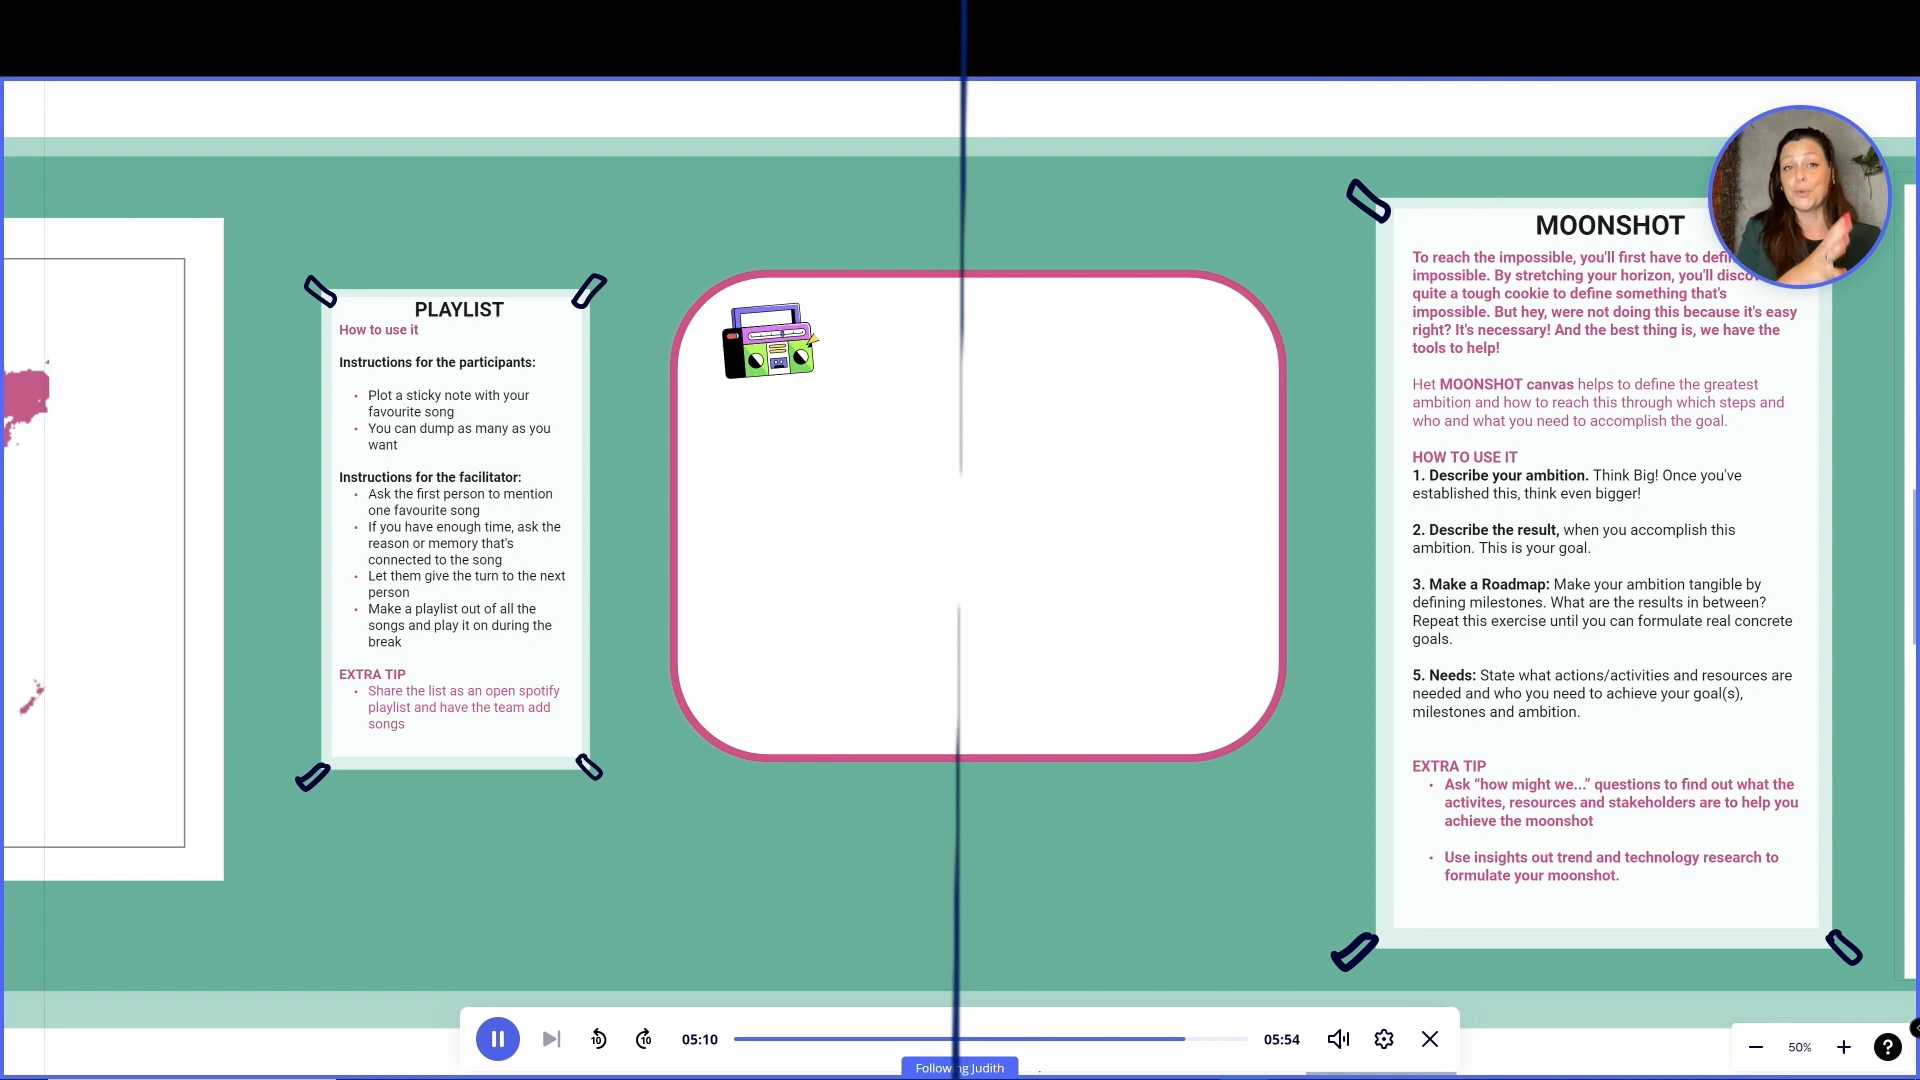 PLAYLIST
How to use it
Instructions for the participants:
• Plot a sticky note with your
favourite song
• You can dump as many as you
want
Instructions for the facilitator:
• Ask the first person to mention
one favourite song
• If you have enough time, ask the
reason or memory that's
connected to the song
• Let them give the turn to the next
person
• Make a playlist out of all the
songs and play it on during the
break
EXTRA TIP
• Share the list as an open spotify
playlist and have the team add
songs
MOONSHOT
To reach the impossible, you'll first have to
impossible. By stretching your horizon, you'll
quite a tough cookie to define something that's
impossible. But hey, were not doing this because it's easy
right? It's necessary! And the best thing is, we have the
tools to help!
Het MOONSHOT canvas helps to define the greatest
ambition and how to reach this through which steps and
who and what you need to accomplish the goal.
HOW TO USE IT
1. Describe your ambition. Think Big! Once you've
established this, think even bigger!
2. Describe the result, when you accomplish this
ambition. This is your goal.
3. Make a Roadmap: Make your ambition tangible by
defining milestones. What are the results in between?
Repeat this exercise until you can formulate real concrete
goals.
5. Needs: State what actions/activities and resources are
needed and who you need to achieve your goal(s),
milestones and ambition.
EXTRA TIP
• Ask “how might we...” questions to find out what the
activites, resources and stakeholders are to help you
achieve the moonshot
• Use insights out trend and technology research to
formulate your moonshot.
10 10 05:10 05:54
Following Judith
50% ?